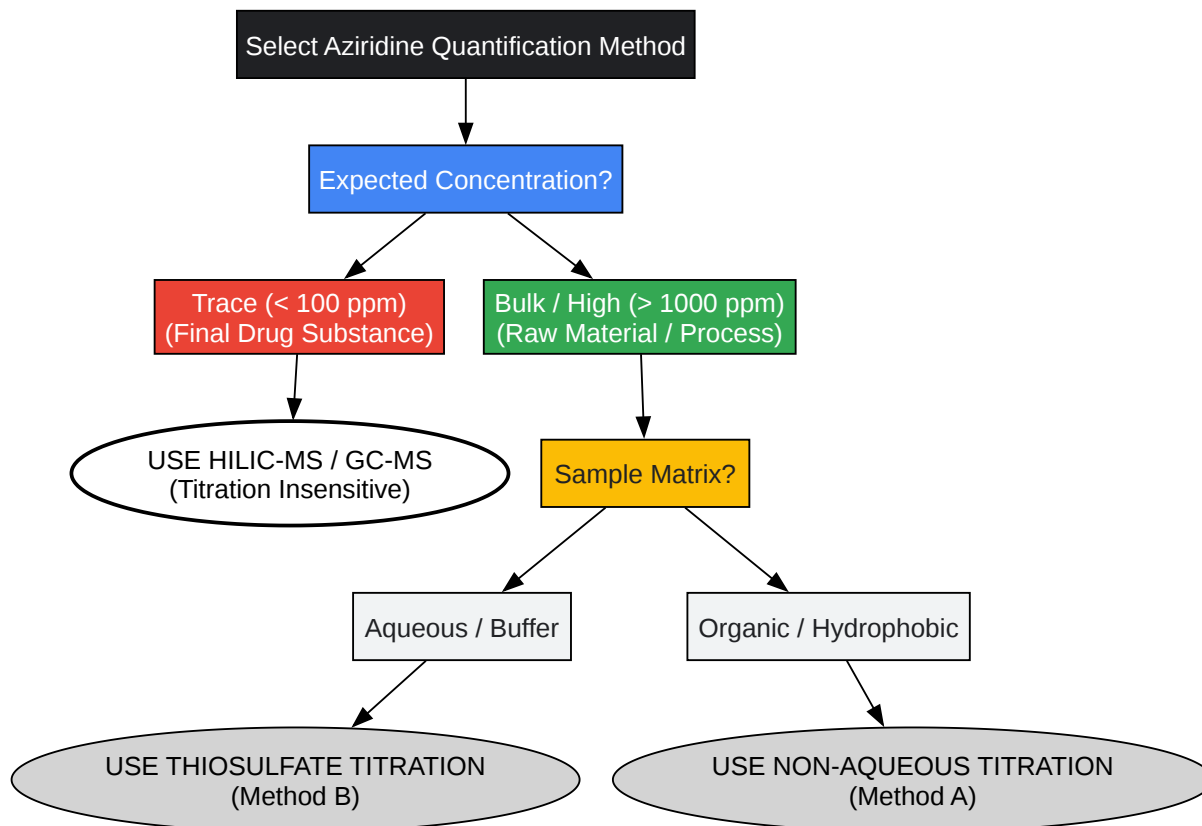 Select Aziridine Quantification Method
Expected Concentration?
Trace (< 100 ppm)
(Final Drug Substance)
Bulk / High (> 1000 ppm)
(Raw Material / Process)
USE HILIC-MS / GC-MS
(Titration Insensitive)
Sample Matrix?
Aqueous / Buffer
Organic / Hydrophobic
USE THIOSULFATE TITRATION
(Method B)
USE NON-AQUEOUS TITRATION
(Method A)